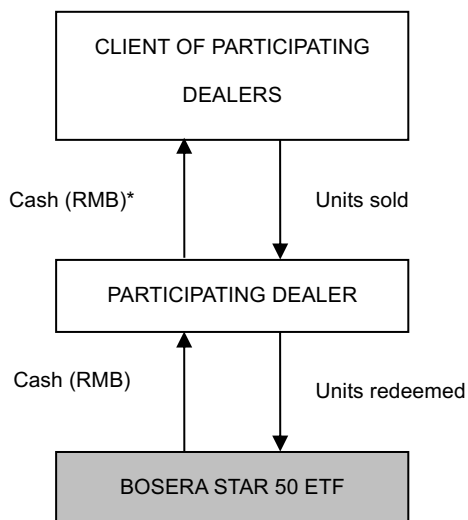 CLIENT OF PARTICIPATING
DEALERS
Cash (RMB)*
Units sold
PARTICIPATING DEALER
Cash (RMB)
Units redeemed
BOSERA STAR 50 ETF